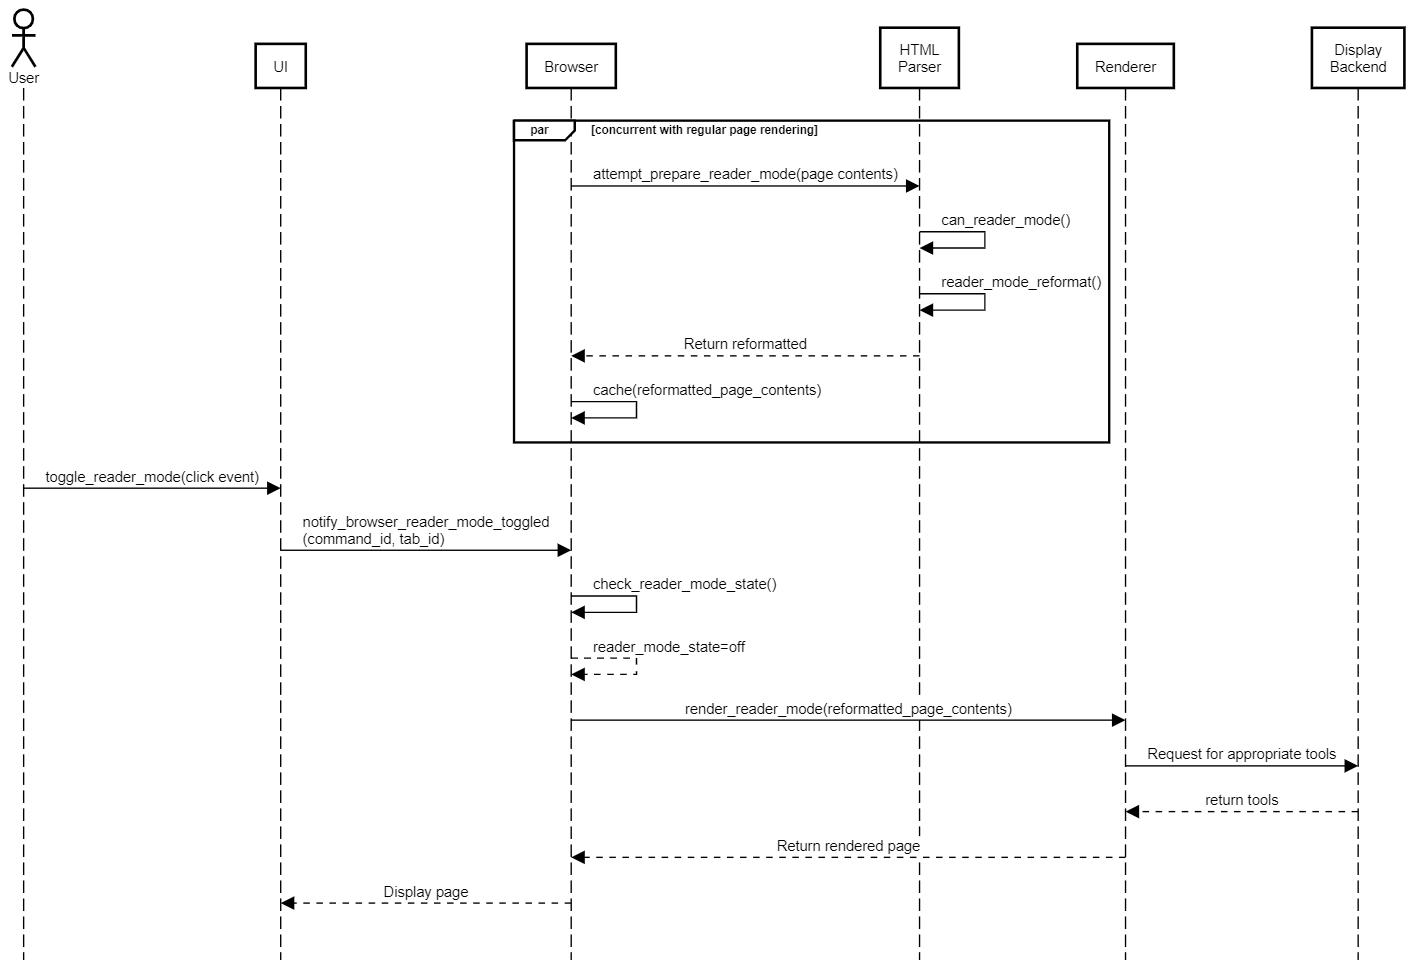 User
UI
Browser
HTML
Parser
Renderer
Display
Backend
par
[concurrent with regular page rendering]
attempt_prepare_reader_mode(page contents)
can_reader_mode()
reader_mode_reformat()
Return reformatted
cache(reformatted_page_contents)
toggle_reader_mode(click event)
notify_browser_reader_mode_toggled
(command_id, tab_id)
check_reader_mode_state()
reader_mode_state=off
render_reader_mode(reformatted_page_contents)
Request for appropriate tools
return tools
Return rendered page
Display page